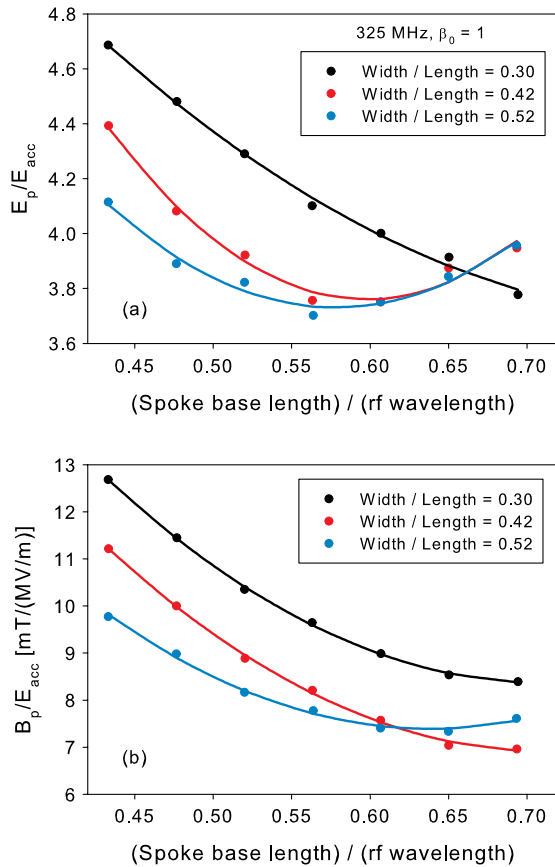 325 MHz, β₀ = 1
Width / Length = 0.30
Width / Length = 0.42
Width / Length = 0.52
4.8
4.6
4.4
4.2
4.0
3.8
3.6
Eₚ/E_acc
(a)
0.45 0.50 0.55 0.60 0.65 0.70
(Spoke base length) / (rf wavelength)
13
12
11
10
9
8
7
6
Bₚ/E_acc [mT/(MV/m)]
Width / Length = 0.30
Width / Length = 0.42
Width / Length = 0.52
(b)
0.45 0.50 0.55 0.60 0.65 0.70
(Spoke base length) / (rf wavelength)